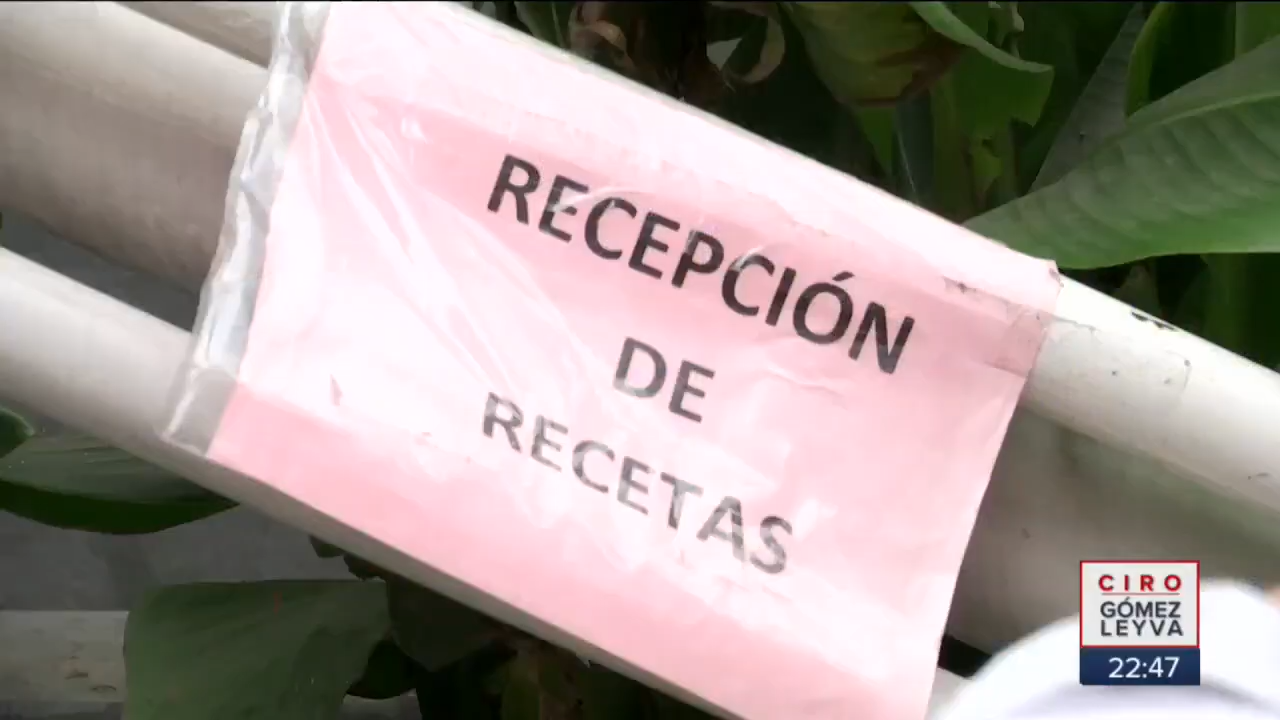 RECEPCIÓN
DE
RECETAS
CIRO
GÓMEZ
LEYVA
22:47